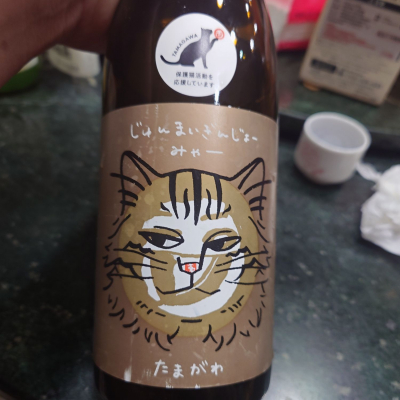 TAMAGAWA
保護猫活動を
応援しています
じゅんまいぎんじょー
みゃー
たまがわ